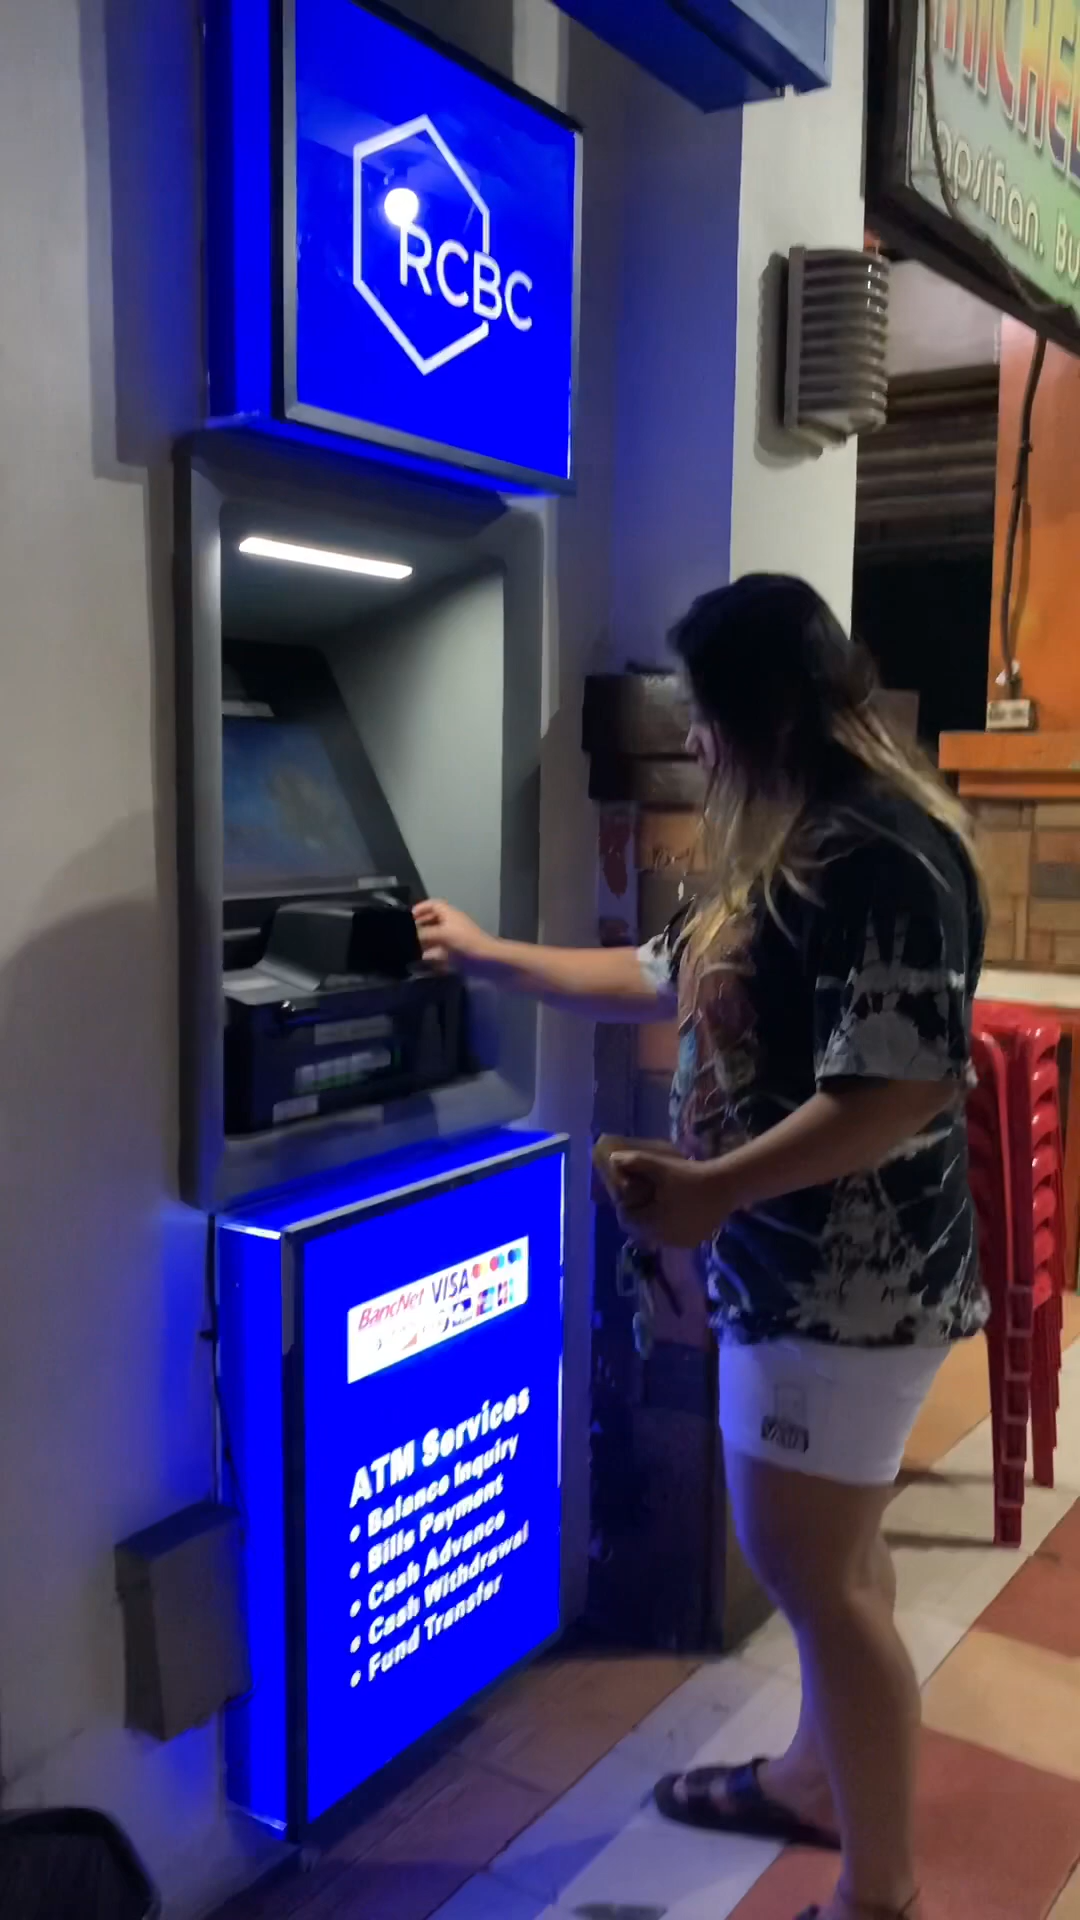 RCBC
Tapsihan. Bu
BancNet VISA
ATM Services
• Balance Inquiry
• Bills Payment
• Cash Advance
• Cash Withdrawal
• Fund Transfer